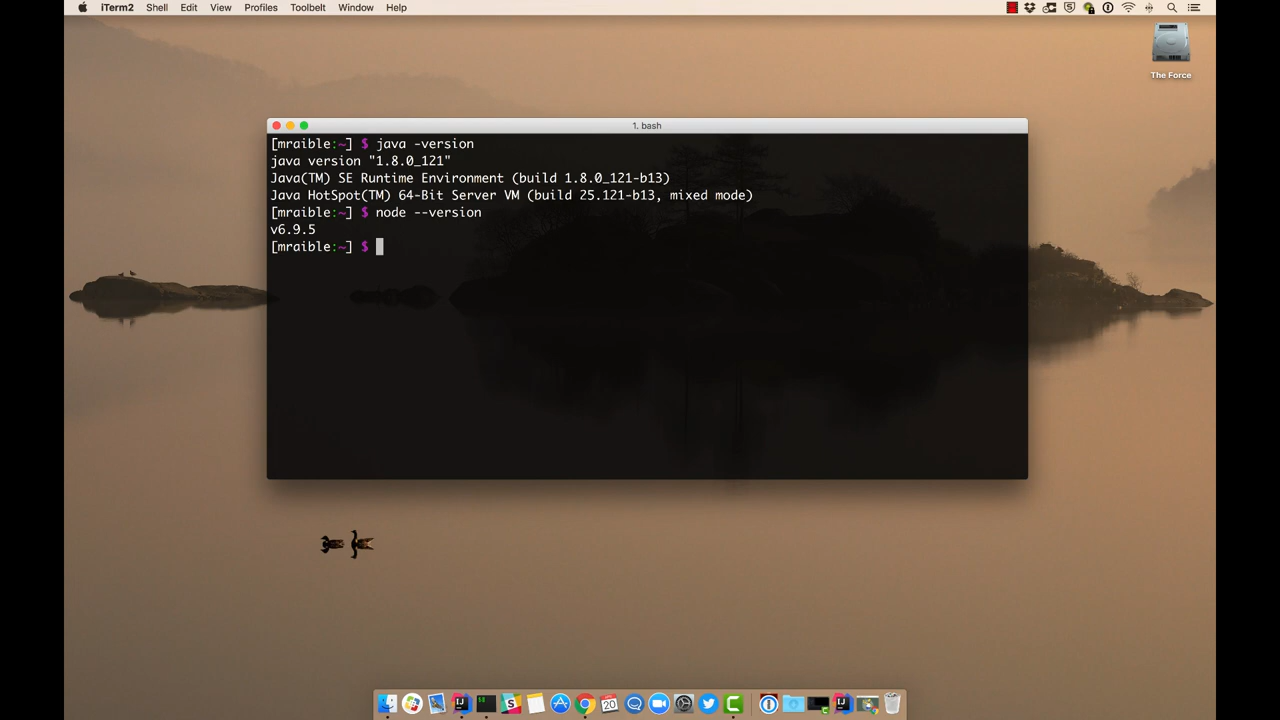 iTerm2 Shell Edit View Profiles Toolbelt Window Help
The Force
1. bash
[mraible:~] $ java -version
java version "1.8.0_121"
Java(TM) SE Runtime Environment (build 1.8.0_121-b13)
Java HotSpot(TM) 64-Bit Server VM (build 25.121-b13, mixed mode)
[mraible:~] $ node --version
v6.9.5
[mraible:~] $
20